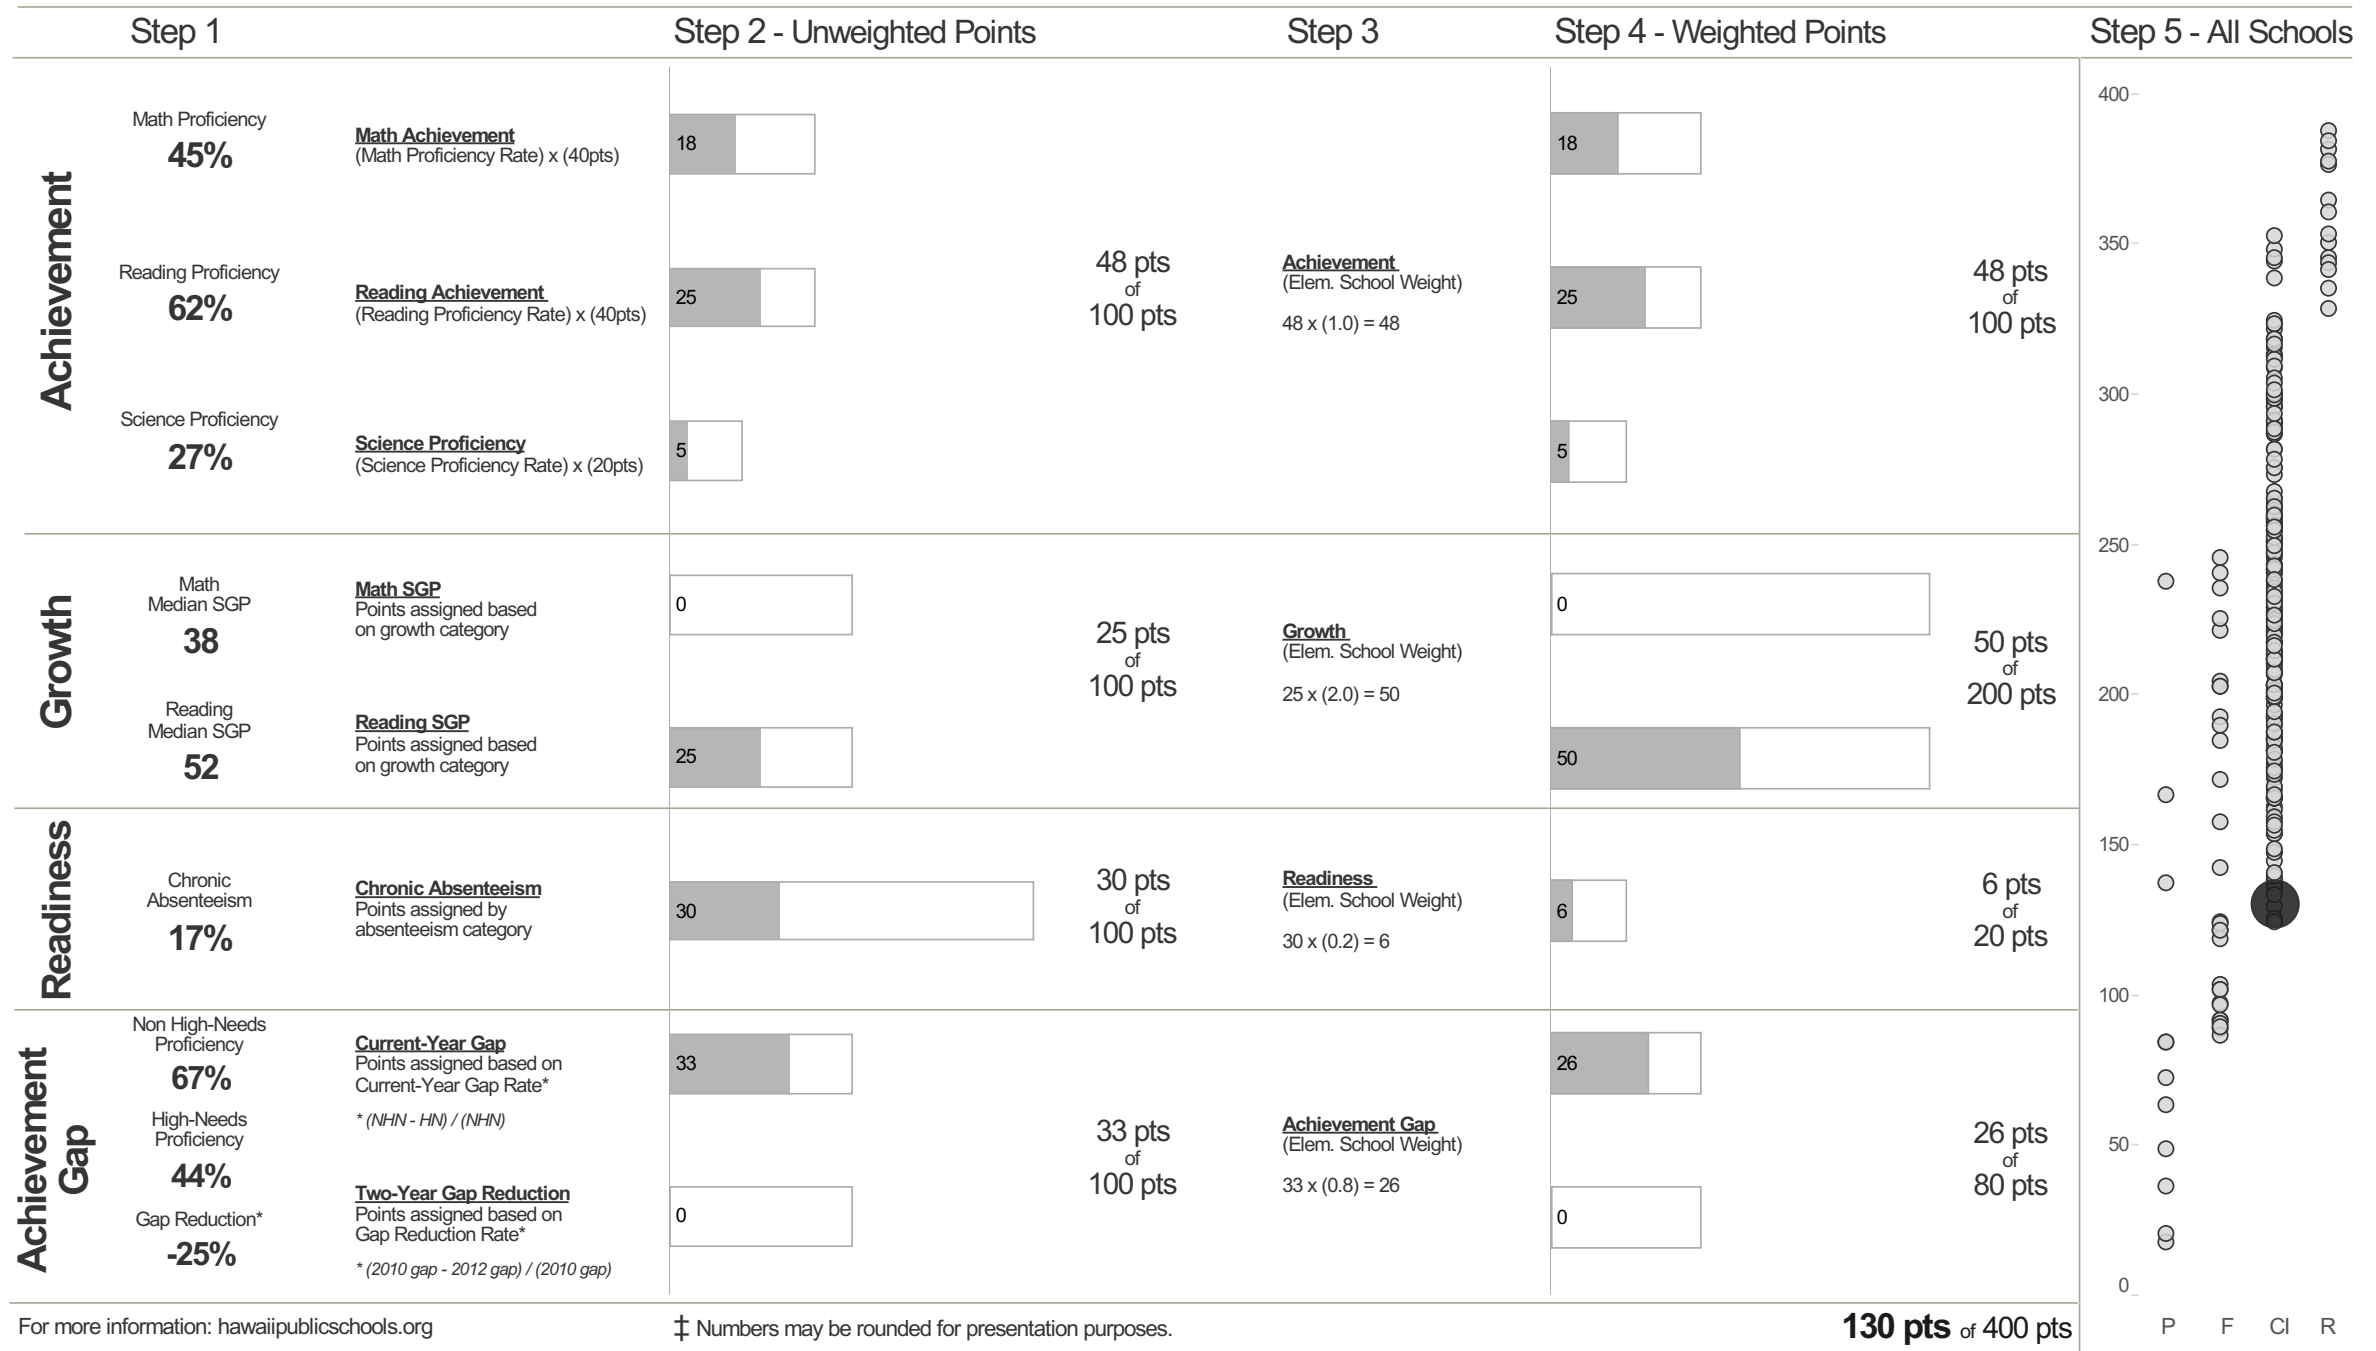 Step 1
Step 2 - Unweighted Points
Step 3
Step 4 - Weighted Points
Step 5 - All Schools
Achievement
Math Proficiency
45%
Math Achievement
(Math Proficiency Rate) x (40pts)
18
18
Reading Proficiency
62%
Reading Achievement
(Reading Proficiency Rate) x (40pts)
25
48 pts
of
100 pts
Achievement
(Elem. School Weight)
48 x (1.0) = 48
25
48 pts
of
100 pts
Science Proficiency
27%
Science Proficiency
(Science Proficiency Rate) x (20pts)
5
5
Growth
Math
Median SGP
38
Math SGP
Points assigned based
on growth category
0
25 pts
of
100 pts
Growth
(Elem. School Weight)
25 x (2.0) = 50
0
50 pts
of
200 pts
Reading
Median SGP
52
Reading SGP
Points assigned based
on growth category
25
50
Readiness
Chronic
Absenteeism
17%
Chronic Absenteeism
Points assigned by
absenteeism category
30
30 pts
of
100 pts
Readiness
(Elem. School Weight)
30 x (0.2) = 6
6
6 pts
of
20 pts
Achievement
Gap
Non High-Needs
Proficiency
67%
High-Needs
Proficiency
44%
Gap Reduction*
-25%
Current-Year Gap
Points assigned based on
Current-Year Gap Rate*
* (NHN - HN) / (NHN)
Two-Year Gap Reduction
Points assigned based on
Gap Reduction Rate*
* (2010 gap - 2012 gap) / (2010 gap)
33
0
33 pts
of
100 pts
Achievement Gap
(Elem. School Weight)
33 x (0.8) = 26
26
0
26 pts
of
80 pts
400
350
300
250
200
150
100
50
0
P F CI R
For more information: hawaiipublicschools.org
‡ Numbers may be rounded for presentation purposes.
130 pts of 400 pts